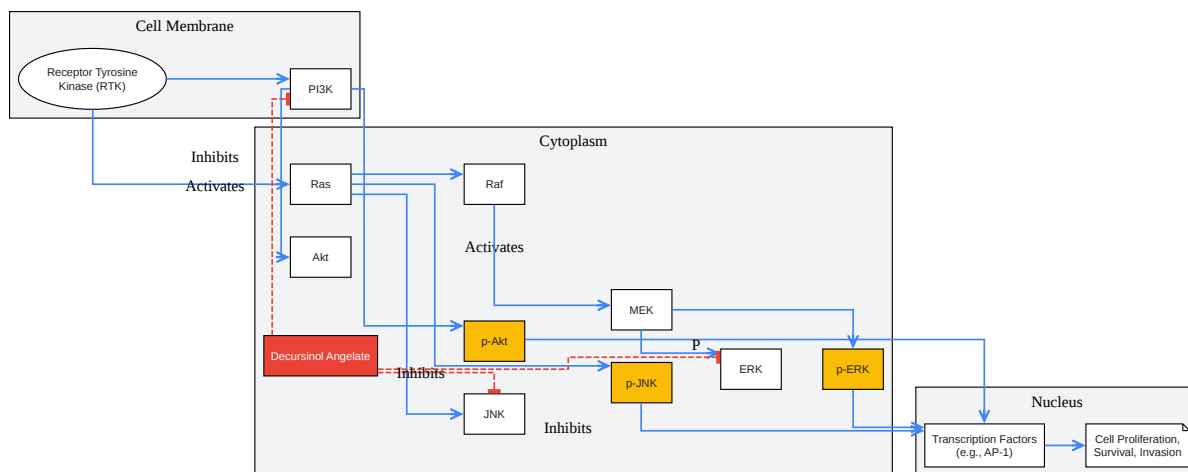 Cell Membrane
Receptor Tyrosine
Kinase (RTK)
PI3K
Cytoplasm
Inhibits
Activates
Ras
Raf
Akt
Activates
MEK
p-Akt
P
Decursinol Angelate
Inhibits
ERK
p-JNK
p-ERK
JNK
Inhibits
Nucleus
Transcription Factors
(e.g., AP-1)
Cell Proliferation,
Survival, Invasion